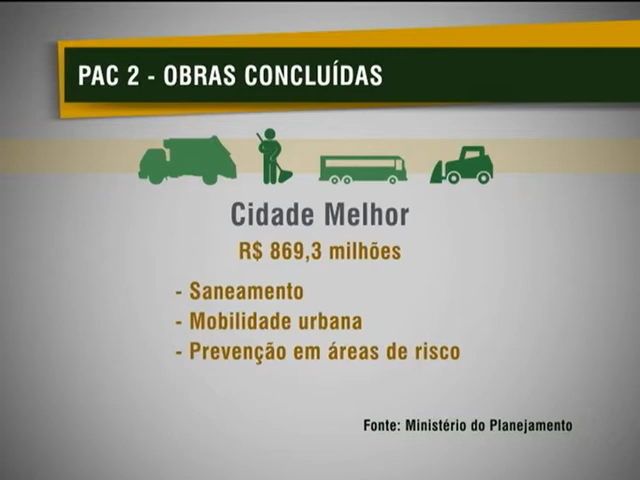 PAC 2 - OBRAS CONCLUÍDAS
Cidade Melhor
R$ 869,3 milhões
- Saneamento
- Mobilidade urbana
- Prevenção em áreas de risco
Fonte: Ministério do Planejamento